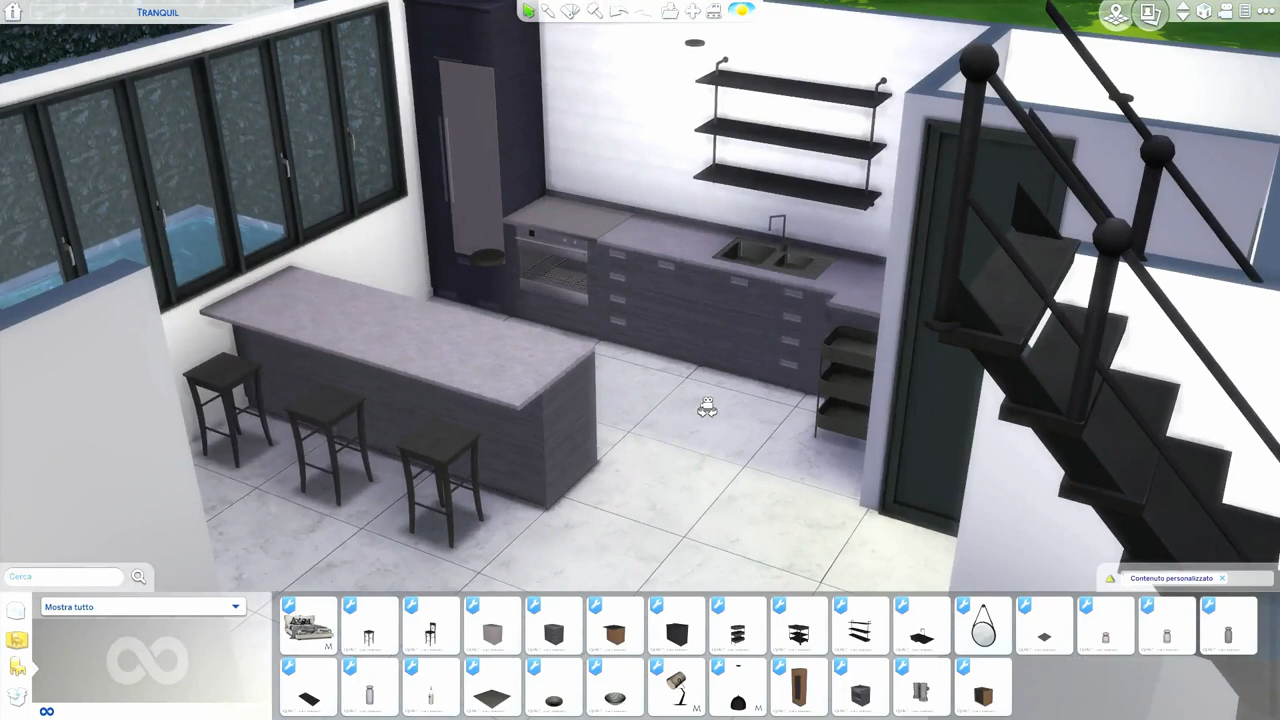 TRANQUIL
Cerca
Contenuto personalizzato
Mostra tutto
M
M
M